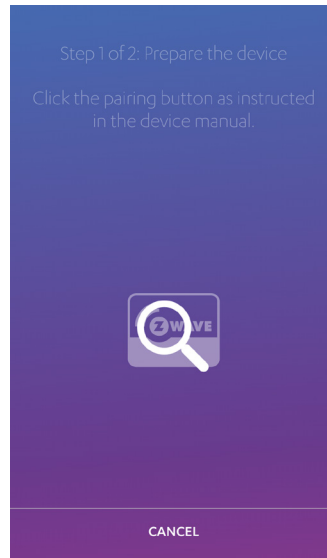 Step 1 of 2: Prepare the device
Click the pairing button as instructed
in the device manual.
Z WAVE
CANCEL